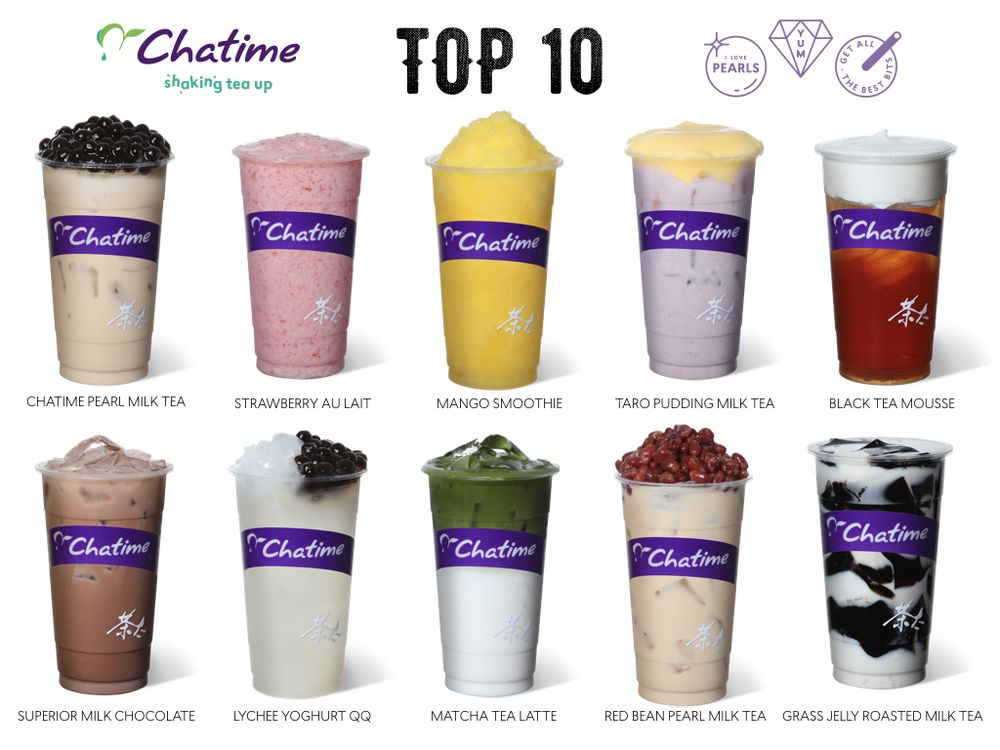 Chatime
shaking tea up
TOP 10
I LOVE
PEARLS
YUM
GET ALL
THE BEST BITS
Chatime
茶太
Chatime
茶太
Chatime
茶太
Chatime
茶太
Chatime
茶太
CHATIME PEARL MILK TEA
STRAWBERRY AU LAIT
MANGO SMOOTHIE
TARO PUDDING MILK TEA
BLACK TEA MOUSSE
Chatime
茶太
Chatime
茶太
Chatime
茶太
Chatime
茶太
Chatime
茶太
SUPERIOR MILK CHOCOLATE
LYCHEE YOGHURT QQ
MATCHA TEA LATTE
RED BEAN PEARL MILK TEA
GRASS JELLY ROASTED MILK TEA